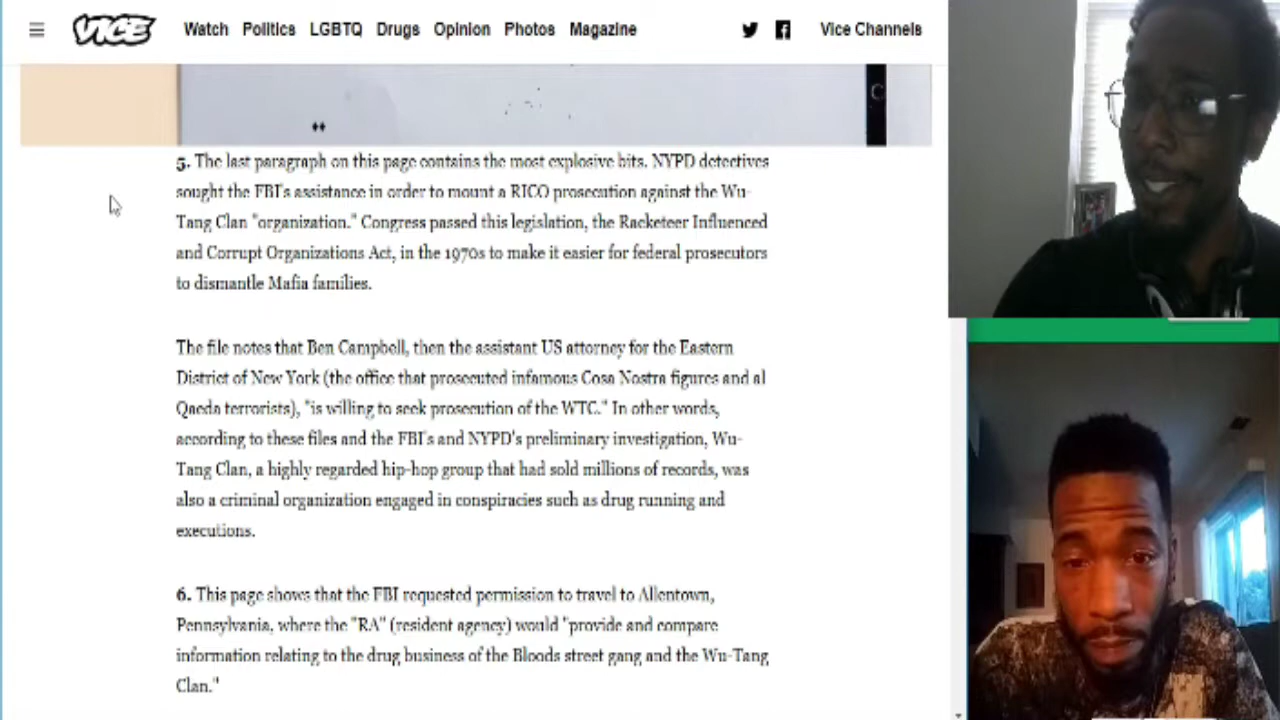 VICE Watch Politics LGBTQ Drugs Opinion Photos Magazine Vice Channels
5. The last paragraph on this page contains the most explosive bits. NYPD detectives
sought the FBI's assistance in order to mount a RICO prosecution against the Wu-
Tang Clan "organization." Congress passed this legislation, the Racketeer Influenced
and Corrupt Organizations Act, in the 1970s to make it easier for federal prosecutors
to dismantle Mafia families.
The file notes that Ben Campbell, then the assistant US attorney for the Eastern
District of New York (the office that prosecuted infamous Cosa Nostra figures and al
Qaeda terrorists), "is willing to seek prosecution of the WTC." In other words,
according to these files and the FBI's and NYPD's preliminary investigation, Wu-
Tang Clan, a highly regarded hip-hop group that had sold millions of records, was
also a criminal organization engaged in conspiracies such as drug running and
executions.
6. This page shows that the FBI requested permission to travel to Allentown,
Pennsylvania, where the "RA" (resident agency) would "provide and compare
information relating to the drug business of the Bloods street gang and the Wu-Tang
Clan."